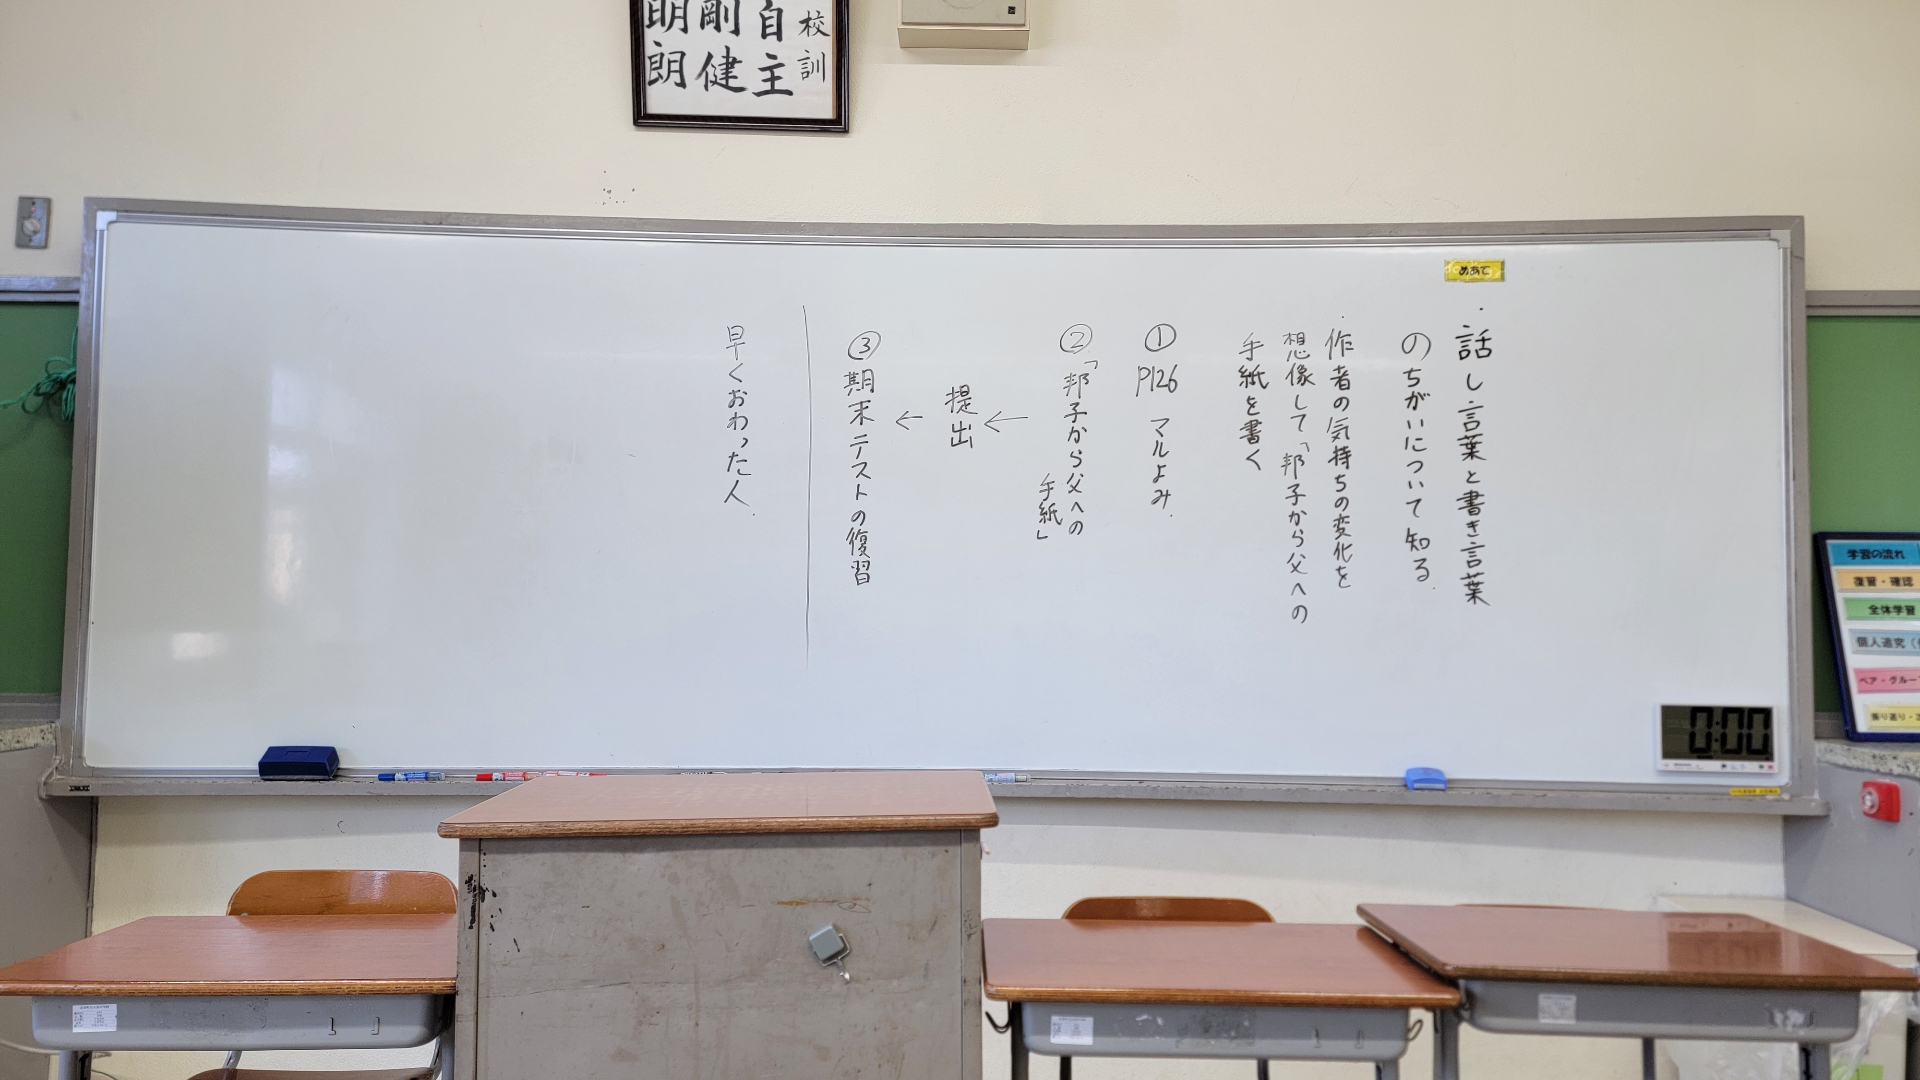 校訓
自主
剛健
明朗
めあて
・話し言葉と書き言葉
のちがいについて知る.
・作者の気持ちの変化を
想像して「邦子から父への
手紙を書く
① P126 マルよみ.
②「邦子から父への
手紙」
←
提出
←
③期末テストの復習
早くおわった人.
0:00
学習の流れ
復習・確認
全体学習
個人追究(
ペア・グルー
振り返り・